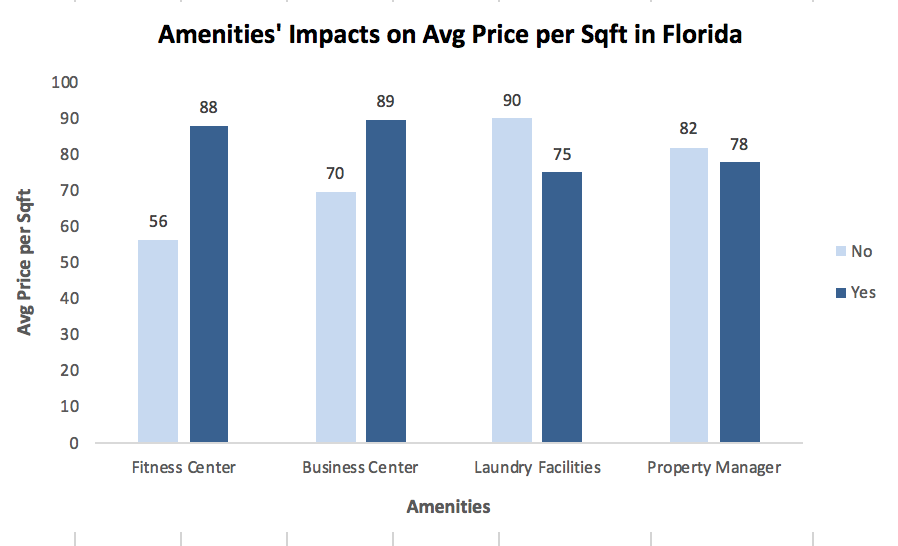 Amenities' Impacts on Avg Price per Sqft in Florida
100
90
80
70
60
50
40
30
20
10
0
Avg Price per Sqft
56
88
70
89
90
75
82
78
Fitness Center
Business Center
Laundry Facilities
Property Manager
Amenities
No
Yes